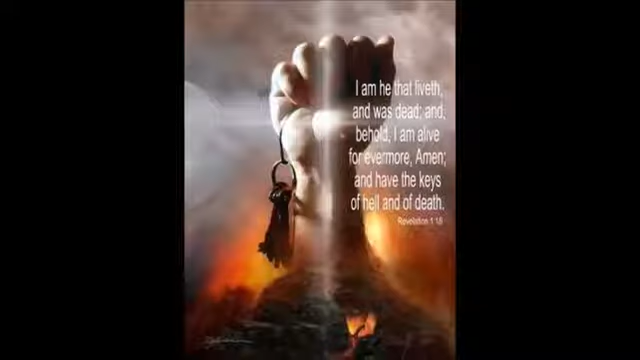 I am he that liveth,
and was dead; and,
behold, I am alive
for evermore, Amen;
and have the keys
of hell and of death.
Revelation 1:18